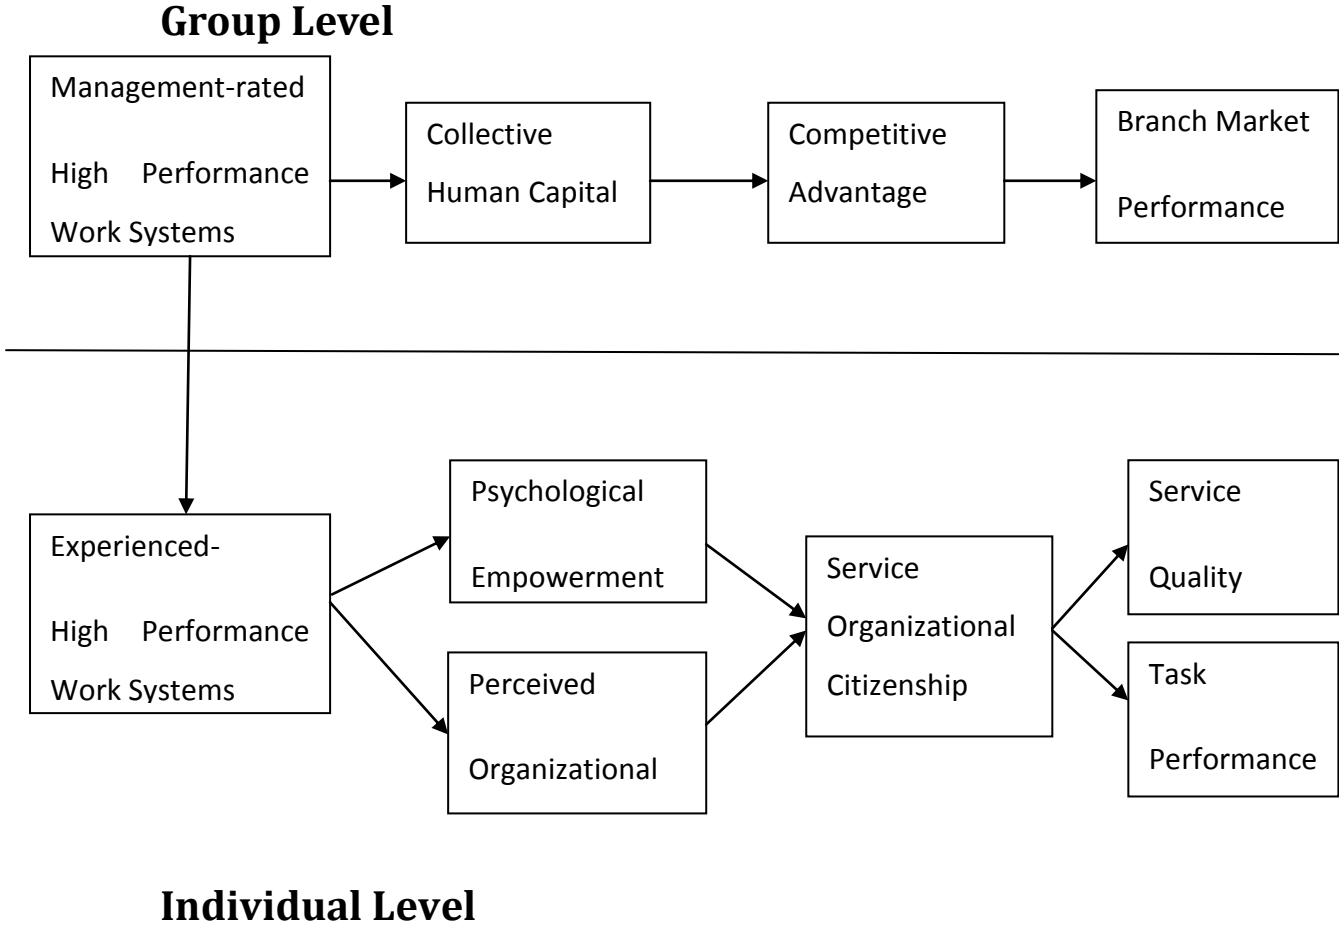 Group Level
Management-rated
High Performance
Work Systems
Collective
Human Capital
Competitive
Advantage
Branch Market
Performance
Experienced-
High Performance
Work Systems
Psychological
Empowerment
Perceived
Organizational
Service
Organizational
Citizenship
Service
Quality
Task
Performance
Individual Level